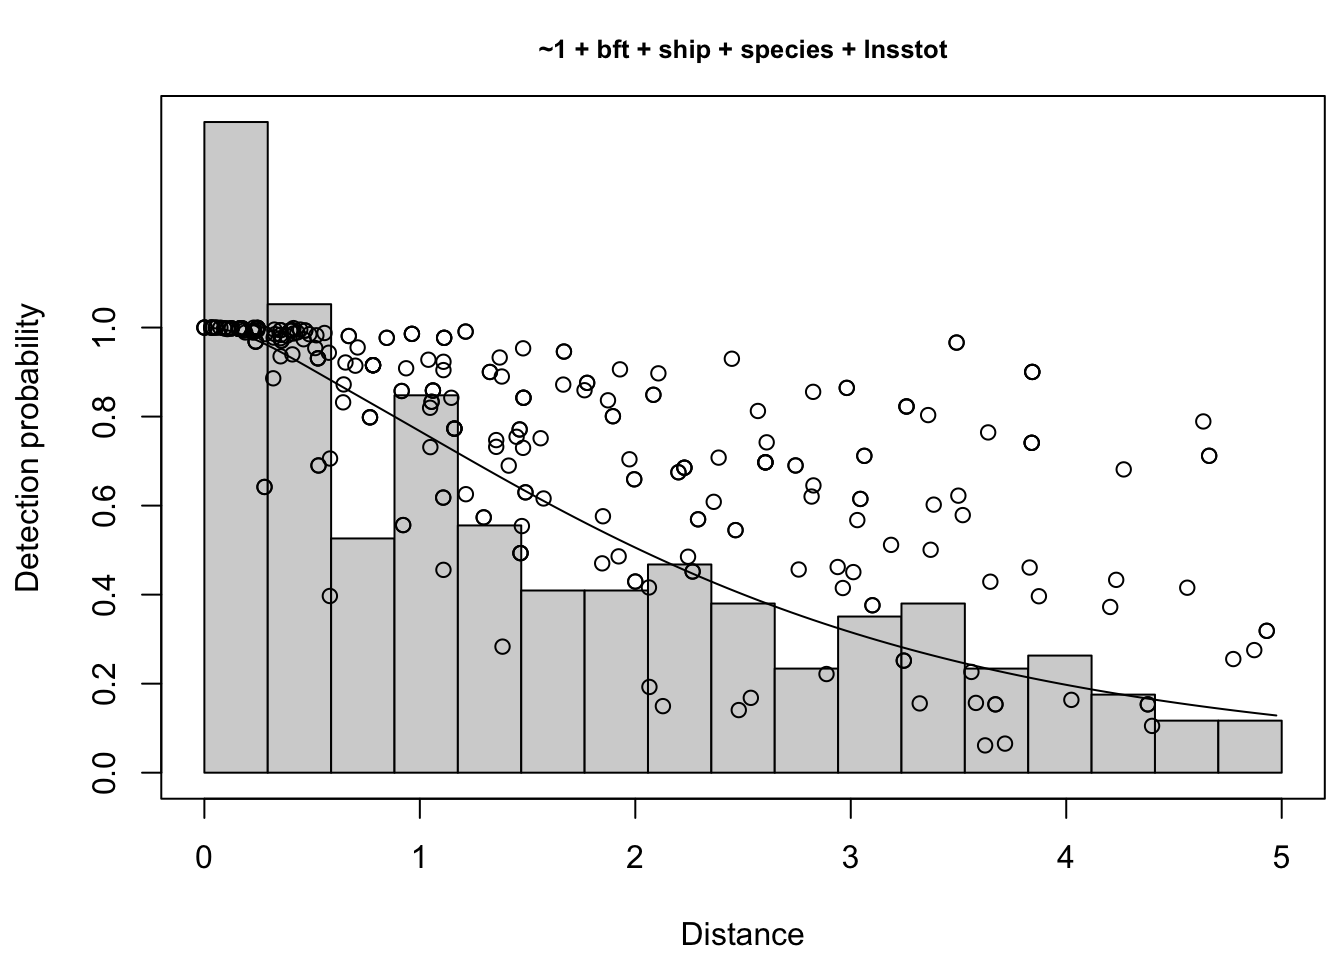 ~1 + bft + ship + species + lnsstot
Detection probability
1.0
0.8
0.6
0.4
0.2
0.0
0 1 2 3 4 5
Distance